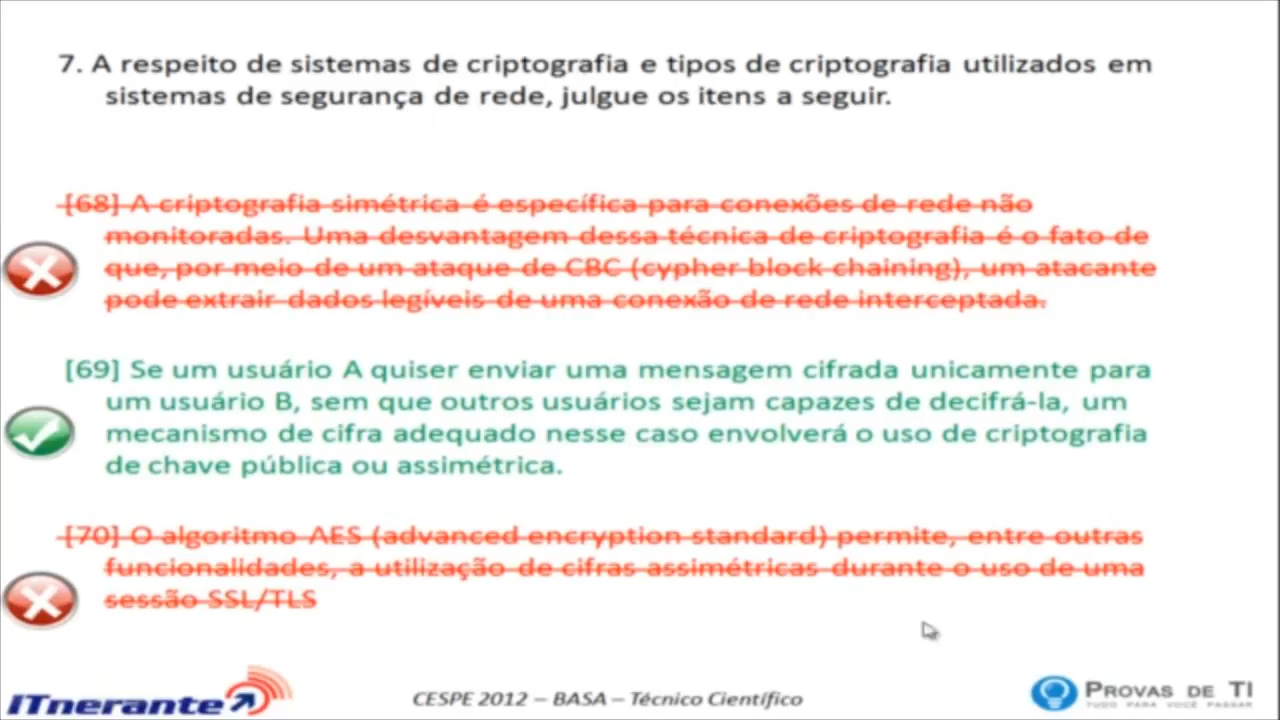 7. A respeito de sistemas de criptografia e tipos de criptografia utilizados em
sistemas de segurança de rede, julgue os itens a seguir.
[68] A criptografia simétrica é específica para conexões de rede não
monitoradas. Uma desvantagem dessa técnica de criptografia é o fato de
que, por meio de um ataque de CBC (cypher block chaining), um atacante
pode extrair dados legíveis de uma conexão de rede interceptada.
[69] Se um usuário A quiser enviar uma mensagem cifrada unicamente para
um usuário B, sem que outros usuários sejam capazes de decifrá-la, um
mecanismo de cifra adequado nesse caso envolverá o uso de criptografia
de chave pública ou assimétrica.
[70] O algoritmo AES (advanced encryption standard) permite, entre outras
funcionalidades, a utilização de cifras assimétricas durante o uso de uma
sessão SSL/TLS
ITnerante
CESPE 2012 – BASA – Técnico Científico
PROVAS DE TI
TUDO PARA VOCÊ PASSAR